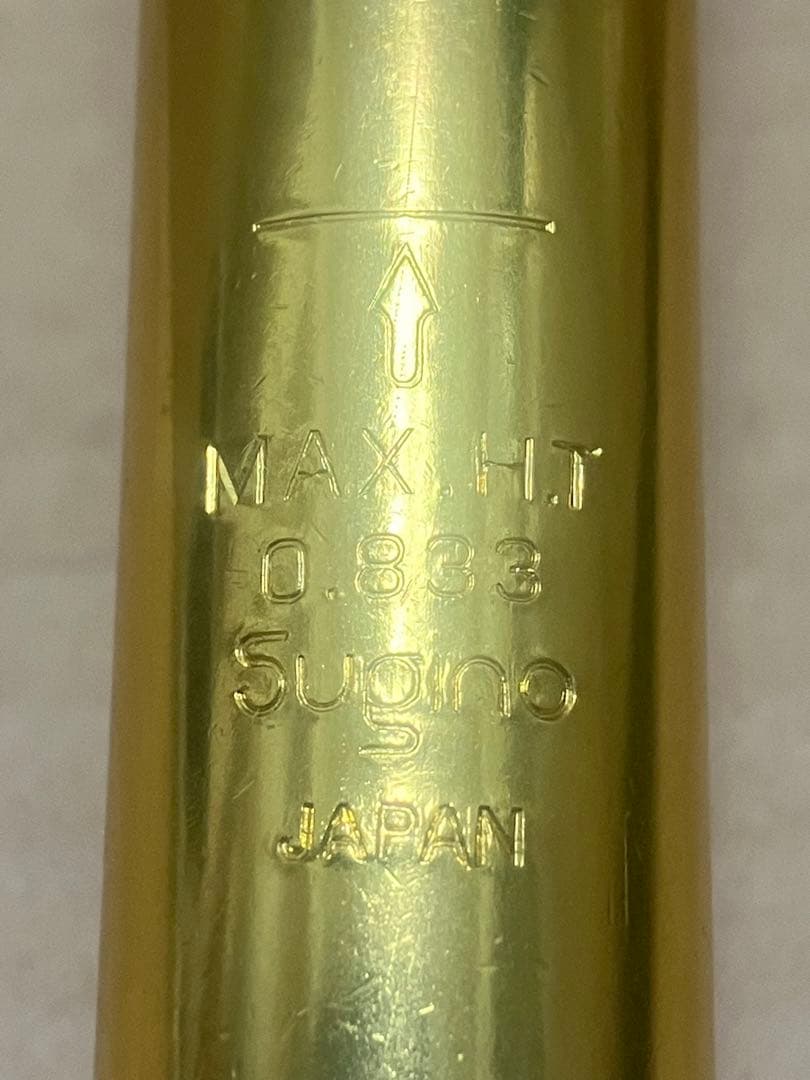 MAX.H.T
0.833
Sugino
JAPAN